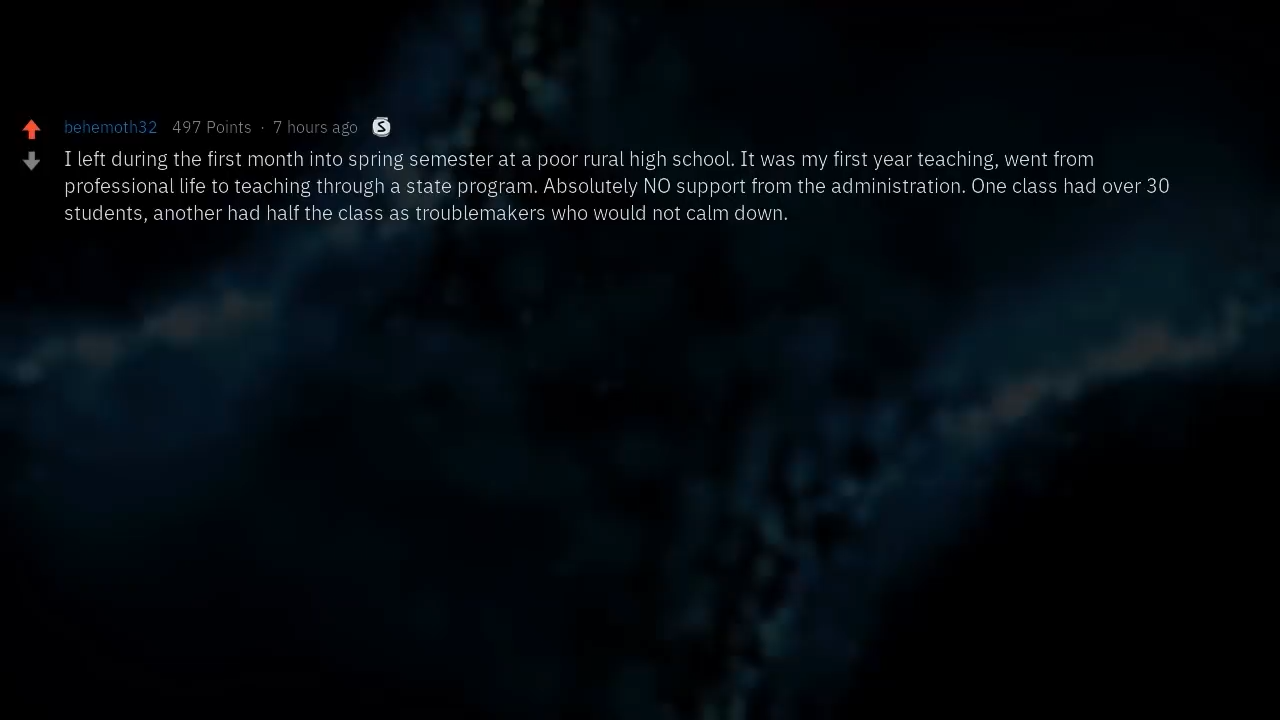 behemoth32 497 Points · 7 hours ago S
I left during the first month into spring semester at a poor rural high school. It was my first year teaching, went from
professional life to teaching through a state program. Absolutely NO support from the administration. One class had over 30
students, another had half the class as troublemakers who would not calm down.